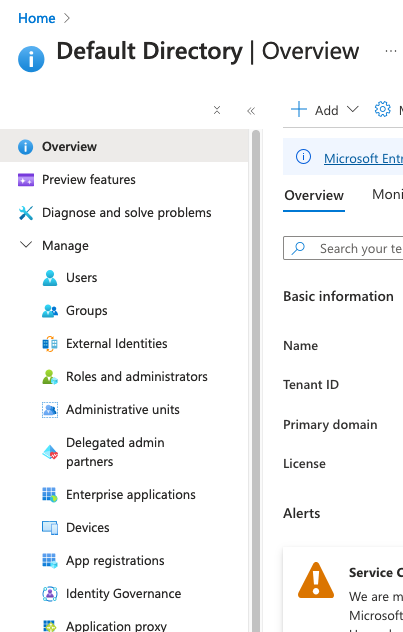 Home
Default Directory | Overview
Add
Microsoft Entr
Overview
Preview features
Diagnose and solve problems
Manage
Users
Groups
External Identities
Roles and administrators
Administrative units
Delegated admin
partners
Enterprise applications
Devices
App registrations
Identity Governance
Application proxy
Overview
Moni
Search your te
Basic information
Name
Tenant ID
Primary domain
License
Alerts
Service C
We are m
Microsoft